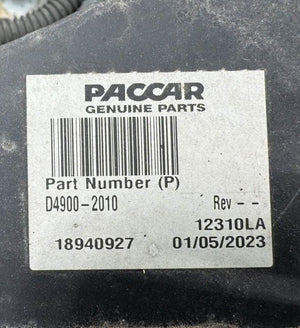 PACCAR
GENUINE PARTS
Part Number (P)
D4900-2010 Rev - -
12310LA
18940927 01/05/2023